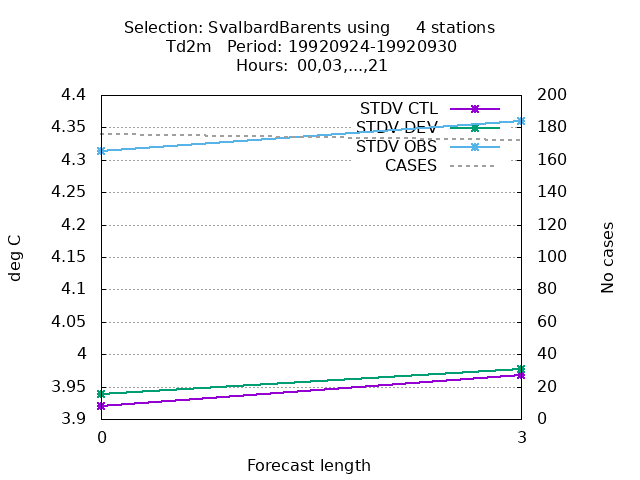 Selection: SvalbardBarents using     4 stations
Td2m   Period: 19920924-19920930
Hours: 00,03,...,21
4.4
4.35
4.3
4.25
4.2
4.15
4.1
4.05
4
3.95
3.9
deg C
STDV CTL
STDV DEV
STDV OBS
CASES
200
180
160
140
120
100
80
60
40
20
0
No cases
0
3
Forecast length